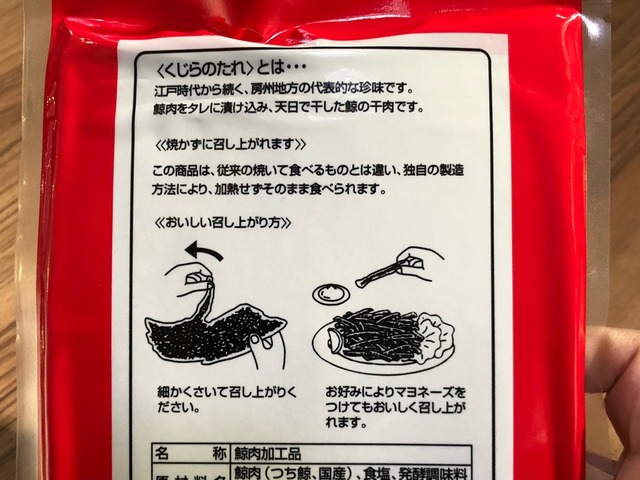 〈くじらのたれ〉とは・・・
江戸時代から続く、房州地方の代表的な珍味です。
鯨肉をタレに漬け込み、天日で干した鯨の干肉です。
《焼かずに召し上がれます》
この商品は、従来の焼いて食べるものとは違い、独自の製造
方法により、加熱せずそのまま食べられます。
《おいしい召し上がり方》
細かくさいて召し上がりく
ださい。
お好みによりマヨネーズを
つけてもおいしく召し上が
れます。
名 称 鯨肉加工品
原材料名 鯨肉（つち鯨、国産）、食塩、発酵調味料